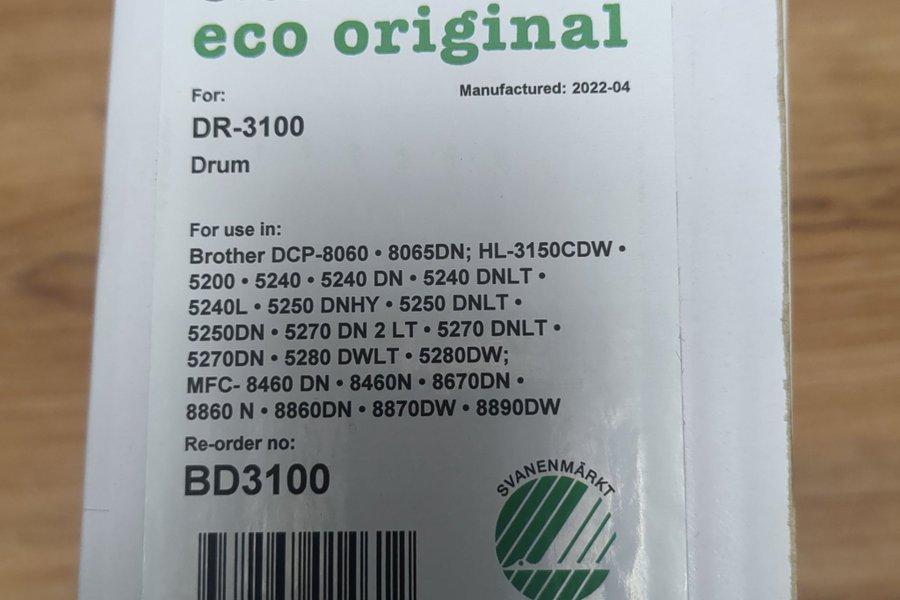 eco original
For:
Manufactured: 2022-04
DR-3100
Drum
For use in:
Brother DCP-8060 • 8065DN; HL-3150CDW •
5200 • 5240 • 5240 DN • 5240 DNLT •
5240L • 5250 DNHY • 5250 DNLT •
5250DN • 5270 DN 2 LT • 5270 DNLT •
5270DN • 5280 DWLT • 5280DW;
MFC- 8460 DN • 8460N • 8670DN •
8860 N • 8860DN • 8870DW • 8890DW
Re-order no:
BD3100
SVANENMÄRKT